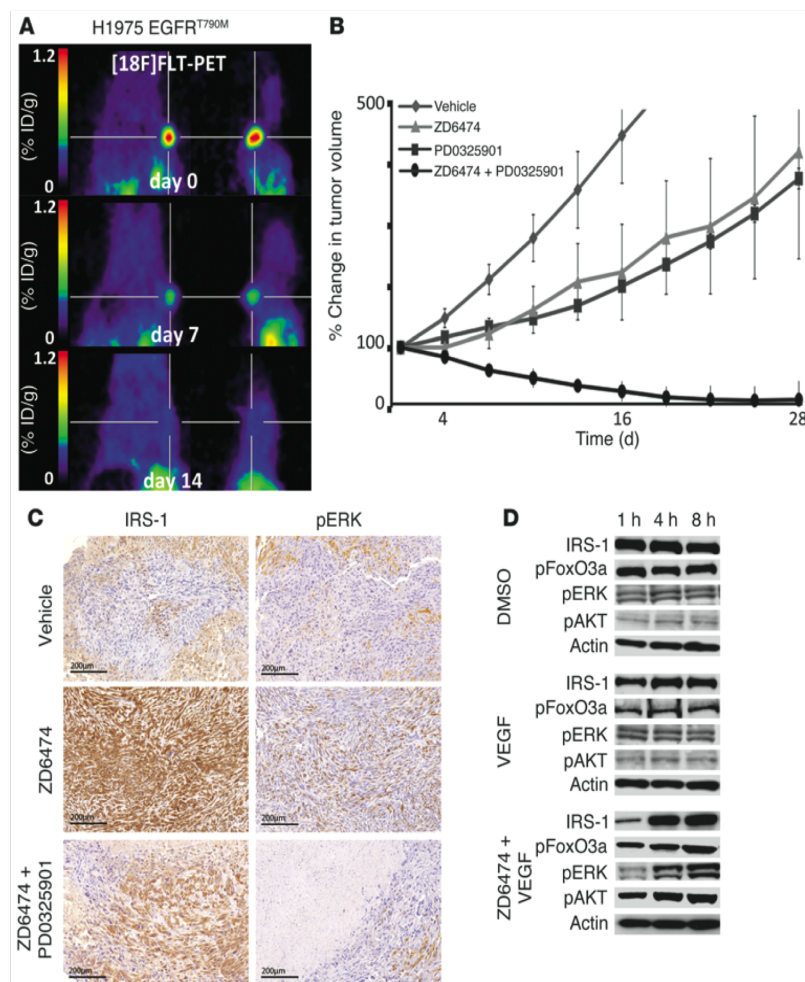 A
H1975 EGFRT790M
[18F]FLT-PET
1.2
(% ID/g)
0
day 0
1.2
(% ID/g)
0
day 7
1.2
(% ID/g)
0
day 14
B
Vehicle
ZD6474
PD0325901
ZD6474 + PD0325901
% Change in tumor volume
500
100
0
4
16
28
Time (d)
C
IRS-1
pERK
Vehicle
200µm
200µm
ZD6474
200µm
200µm
ZD6474 +
PD0325901
200µm
200µm
D
1 h 4 h 8 h
DMSO
IRS-1
pFoxO3a
pERK
pAKT
Actin
VEGF
IRS-1
pFoxO3a
pERK
pAKT
Actin
ZD6474 +
VEGF
IRS-1
pFoxO3a
pERK
pAKT
Actin